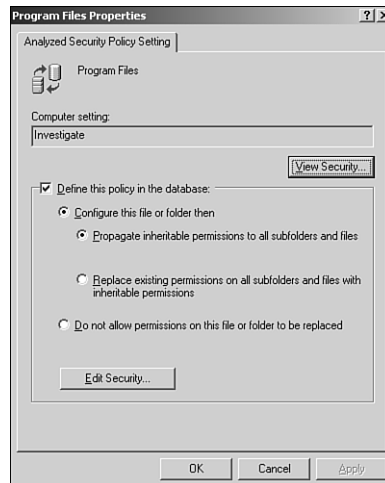 Program Files Properties
Analyzed Security Policy Setting
Program Files
Computer setting:
Investigate
View Security...
Define this policy in the database:
Configure this file or folder then
Propagate inheritable permissions to all subfolders and files
Replace existing permissions on all subfolders and files with
inheritable permissions
Do not allow permissions on this file or folder to be replaced
Edit Security...
OK Cancel Apply